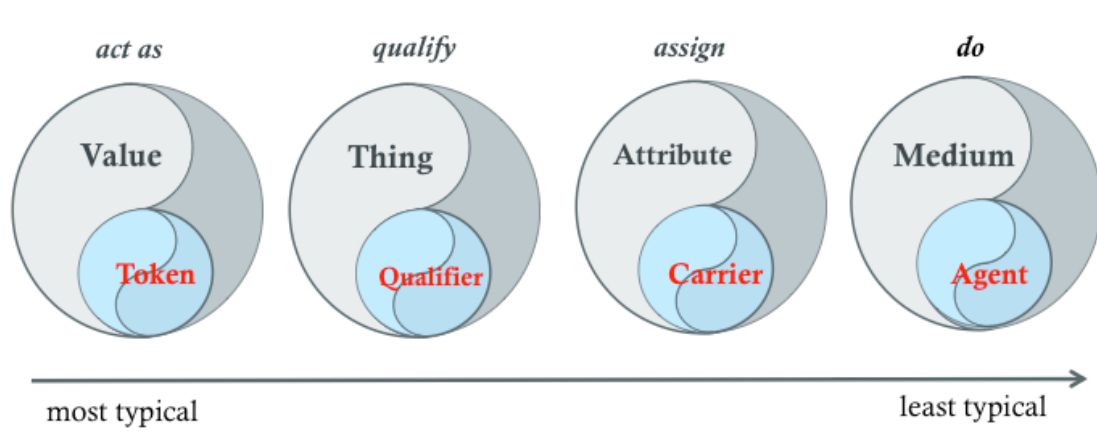 act as qualify assign do
Value Thing Attribute Medium
Token Qualifier Carrier Agent
most typical least typical